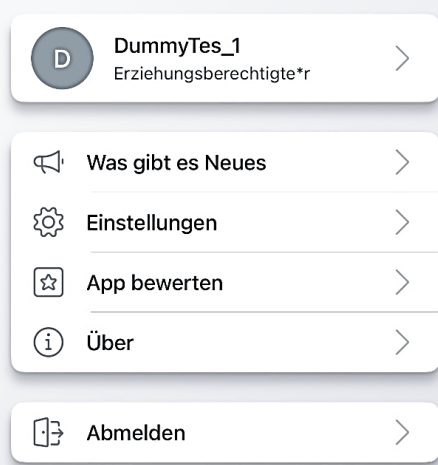 D
DummyTes_1
Erziehungsberechtigte*r
Was gibt es Neues
Einstellungen
App bewerten
Über
Abmelden